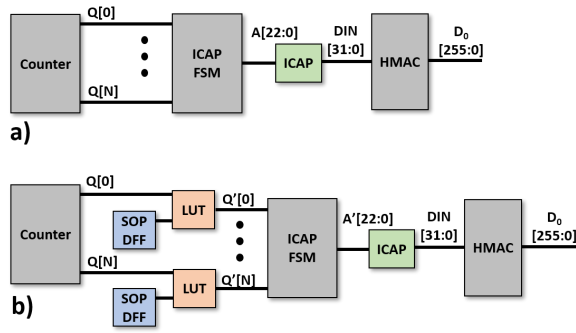 Q[0]
Counter
Q[N]
ICAP
FSM
A[22:0]
ICAP
DIN
[31:0]
HMAC
D₀
[255:0]
a)
Q[0]
Counter
Q[N]
SOP
DFF
LUT
Q'[0]
SOP
DFF
LUT
Q'[N]
ICAP
FSM
A'[22:0]
ICAP
DIN
[31:0]
HMAC
D₀
[255:0]
b)